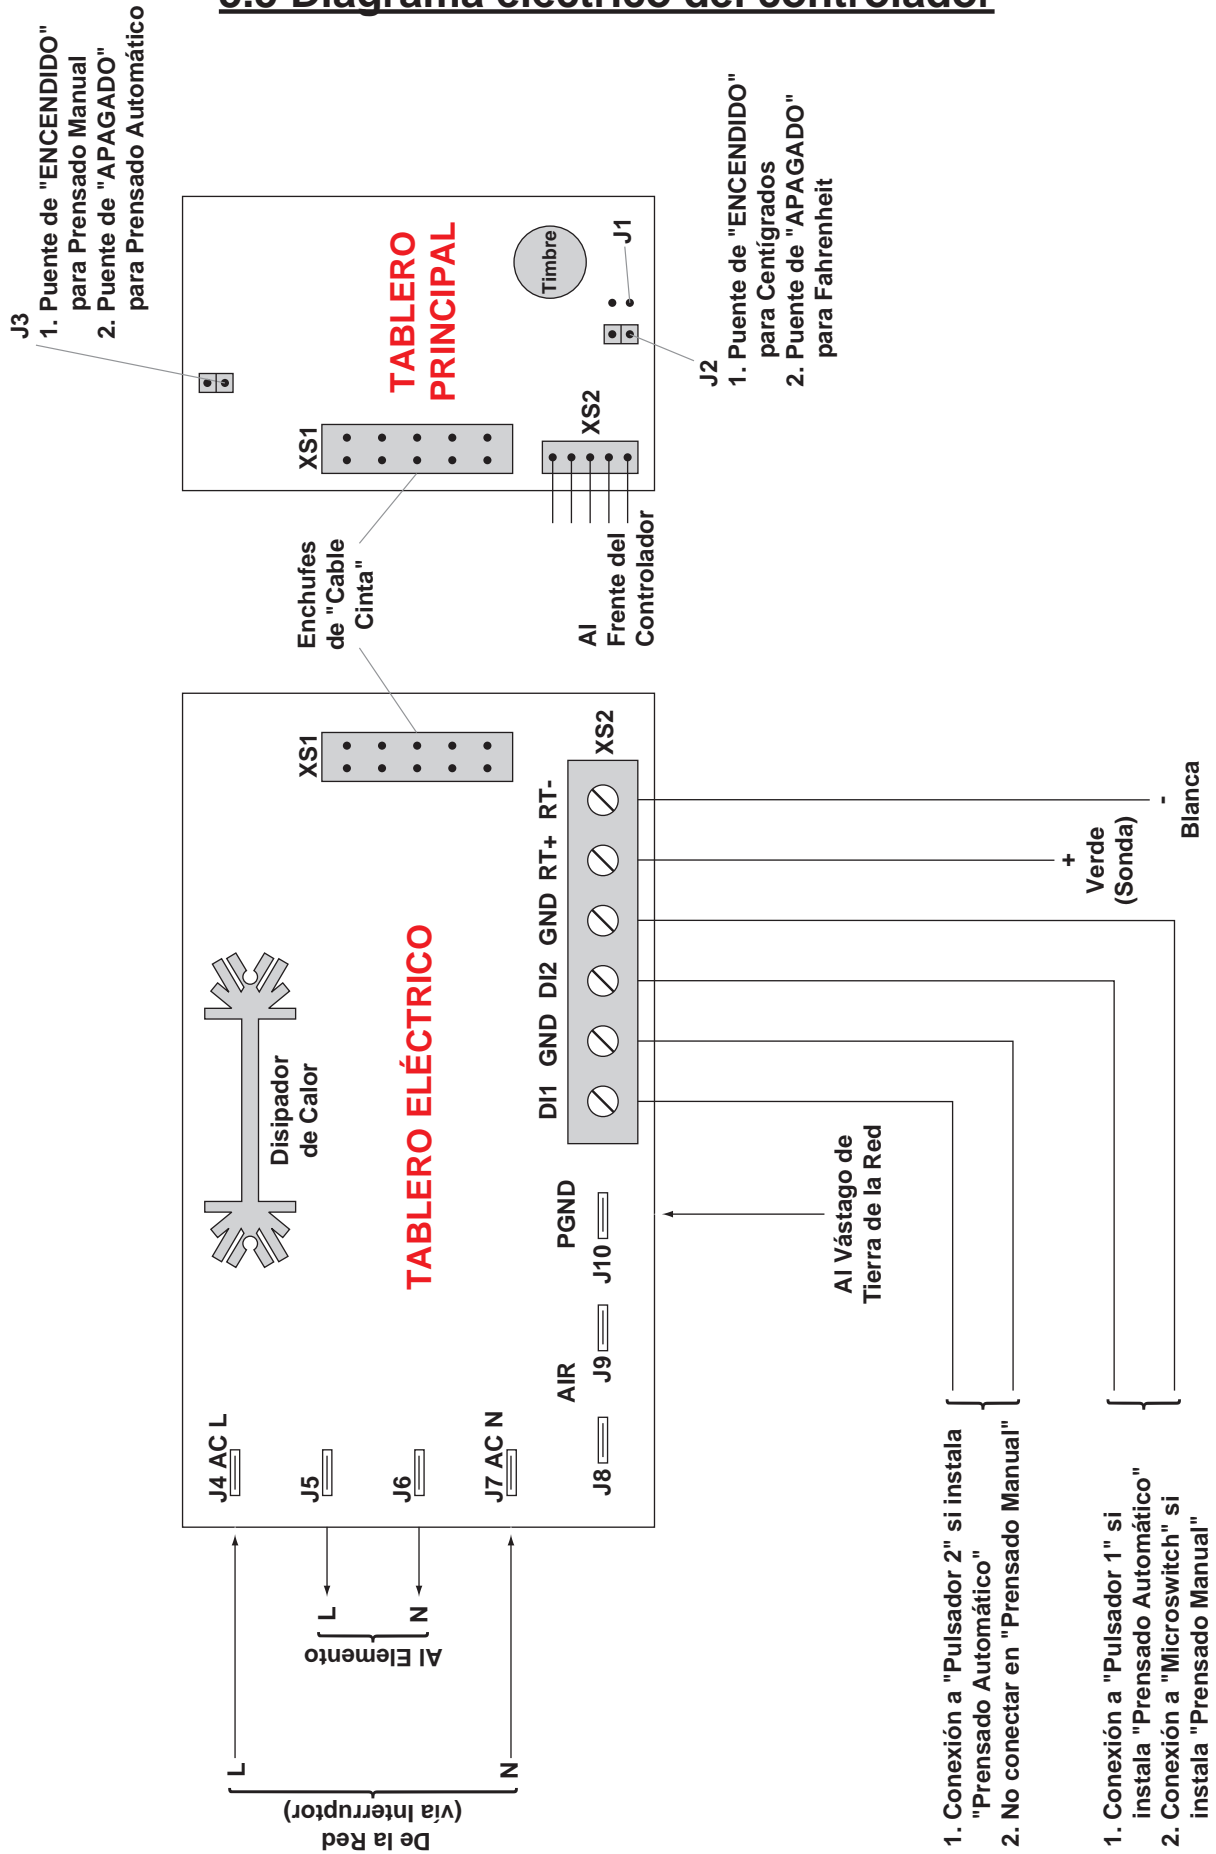 Diagrama eléctrico del controlador
J3
1. Puente de "ENCENDIDO"
para Prensado Manual
2. Puente de "APAGADO"
para Prensado Automático
TABLERO
PRINCIPAL
Timbre
J1
XS1
XS2
J2
1. Puente de "ENCENDIDO"
para Centígrados
2. Puente de "APAGADO"
para Fahrenheit
Enchufes
de "Cable
Cinta"
Al
Frente del
Controlador
XS1
XS2
Disipador
de Calor
TABLERO ELÉCTRICO
DI1 GND DI2 GND RT+ RT-
J4 AC L
J5
J6
J7 AC N
J8
AIR
J9
PGND
J10
+
Verde
(Sonda)
-
Blanca
Al Vástago de
Tierra de la Red
L
N
Al Elemento
L
N
De la Red
(vía Interruptor)
1. Conexión a "Pulsador 2" si instala
"Prensado Automático"
2. No conectar en "Prensado Manual"
1. Conexión a "Pulsador 1" si
instala "Prensado Automático"
2. Conexión a "Microswitch" si
instala "Prensado Manual"